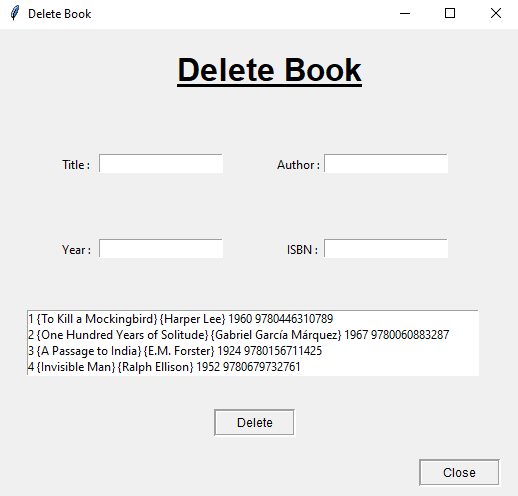 Delete Book
Delete Book
Title :
Author :
Year :
ISBN :
1 {To Kill a Mockingbird} {Harper Lee} 1960 9780446310789
2 {One Hundred Years of Solitude} {Gabriel García Márquez} 1967 9780060883287
3 {A Passage to India} {E.M. Forster} 1924 9780156711425
4 {Invisible Man} {Ralph Ellison} 1952 9780679732761
Delete
Close